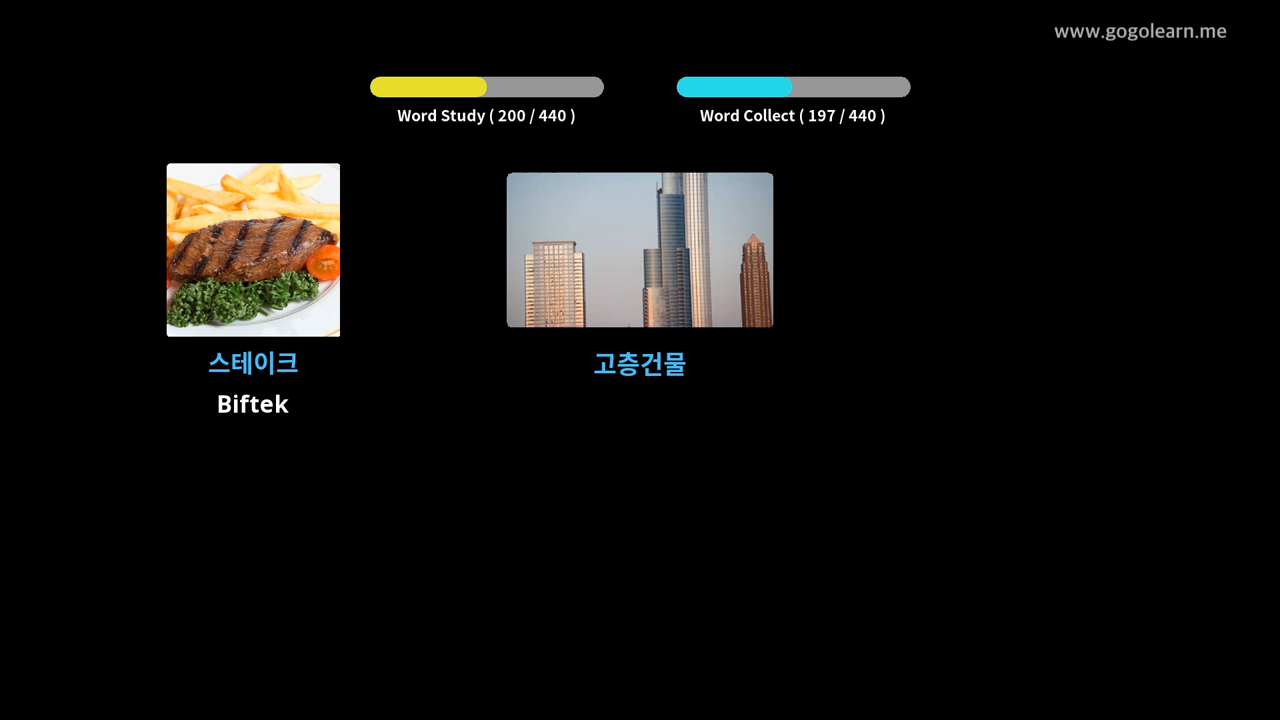 www.gogolearn.me
Word Study ( 200 / 440 )
Word Collect ( 197 / 440 )
스테이크
Biftek
고층건물